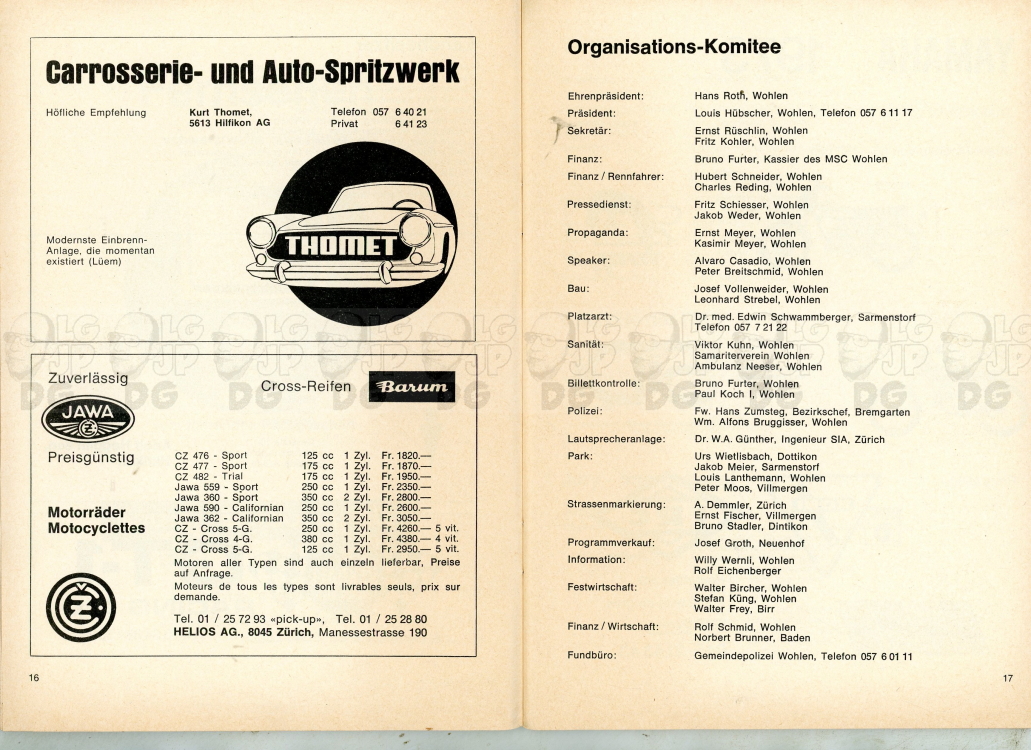 Carrosserie- und Auto-Spritzwerk
Höfliche Empfehlung
Kurt Thomet,
5613 Hilfikon AG
Telefon 057 6 40 21
Privat 6 41 23
THOMET
Modernste Einbrenn-
Anlage, die momentan
existiert (Lüem)
Zuverlässig
Cross-Reifen Barum
JAWA
CZ
Preisgünstig
Motorräder
Motocyclettes
CZ 476 - Sport 125 cc 1 Zyl. Fr. 1820.—
CZ 477 - Sport 175 cc 1 Zyl. Fr. 1870.—
CZ 482 - Trial 175 cc 1 Zyl. Fr. 1950.—
Jawa 559 - Sport 250 cc 1 Zyl. Fr. 2350.—
Jawa 360 - Sport 350 cc 2 Zyl. Fr. 2800.—
Jawa 590 - Californian 250 cc 1 Zyl. Fr. 2600.—
Jawa 362 - Californian 350 cc 2 Zyl. Fr. 3050.—
CZ - Cross 5-G. 250 cc 1 Zyl. Fr. 4260.— 5 vit.
CZ - Cross 4-G. 380 cc 1 Zyl. Fr. 4380.— 4 vit.
CZ - Cross 5-G. 125 cc 1 Zyl. Fr. 2950.— 5 vit.
Motoren aller Typen sind auch einzeln lieferbar, Preise
auf Anfrage.
Moteurs de tous les types sont livrables seuls, prix sur
demande.
ČZ
Tel. 01 / 25 72 93 «pick-up», Tel. 01 / 25 28 80
HELIOS AG., 8045 Zürich, Manessestrasse 190
16
Organisations-Komitee
Ehrenpräsident: Hans Roth, Wohlen
Präsident: Louis Hübscher, Wohlen, Telefon 057 6 11 17
Sekretär: Ernst Rüschlin, Wohlen
Fritz Kohler, Wohlen
Finanz: Bruno Furter, Kassier des MSC Wohlen
Finanz / Rennfahrer: Hubert Schneider, Wohlen
Charles Reding, Wohlen
Pressedienst: Fritz Schiesser, Wohlen
Jakob Weder, Wohlen
Propaganda: Ernst Meyer, Wohlen
Kasimir Meyer, Wohlen
Speaker: Alvaro Casadio, Wohlen
Peter Breitschmid, Wohlen
Bau: Josef Vollenweider, Wohlen
Leonhard Strebel, Wohlen
Platzarzt: Dr. med. Edwin Schwammberger, Sarmenstorf
Telefon 057 7 21 22
Sanität: Viktor Kuhn, Wohlen
Samariterverein Wohlen
Ambulanz Neeser, Wohlen
Billettkontrolle: Bruno Furter, Wohlen
Paul Koch I, Wohlen
Polizei: Fw. Hans Zumsteg, Bezirkschef, Bremgarten
Wm. Alfons Bruggisser, Wohlen
Lautsprecheranlage: Dr. W.A. Günther, Ingenieur SIA, Zürich
Park: Urs Wietlisbach, Dottikon
Jakob Meier, Sarmenstorf
Louis Lanthemann, Wohlen
Peter Moos, Villmergen
Strassenmarkierung: A. Demmler, Zürich
Ernst Fischer, Villmergen
Bruno Stadler, Dintikon
Programmverkauf: Josef Groth, Neuenhof
Information: Willy Wernli, Wohlen
Rolf Eichenberger
Festwirtschaft: Walter Bircher, Wohlen
Stefan Küng, Wohlen
Walter Frey, Birr
Finanz / Wirtschaft: Rolf Schmid, Wohlen
Norbert Brunner, Baden
Fundbüro: Gemeindepolizei Wohlen, Telefon 057 6 01 11
17
LG
JP
DG